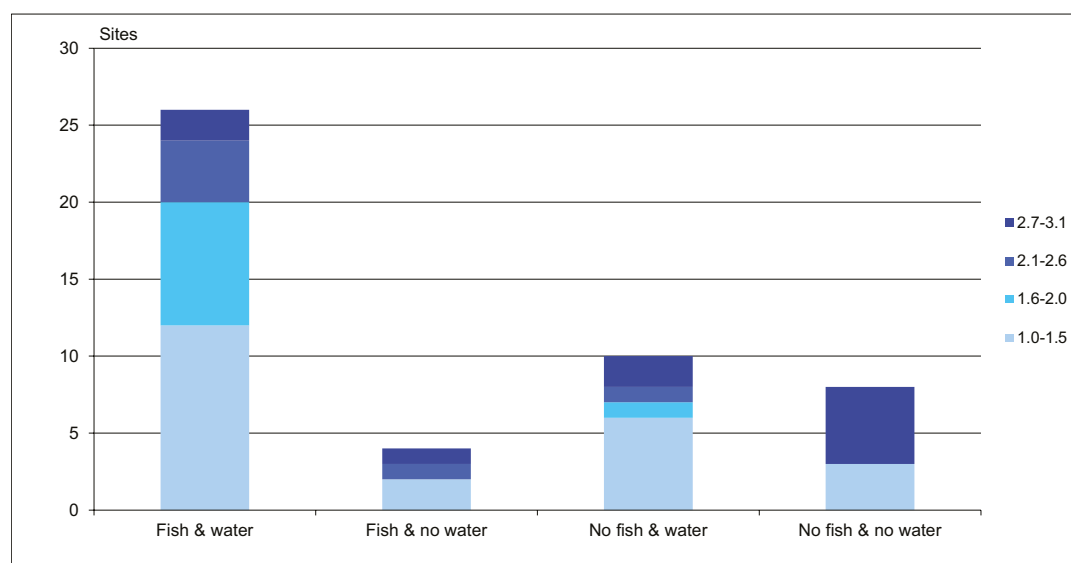 Sites
30
25
20
15
10
5
0
Fish & water
Fish & no water
No fish & water
No fish & no water
2.7-3.1
2.1-2.6
1.6-2.0
1.0-1.5